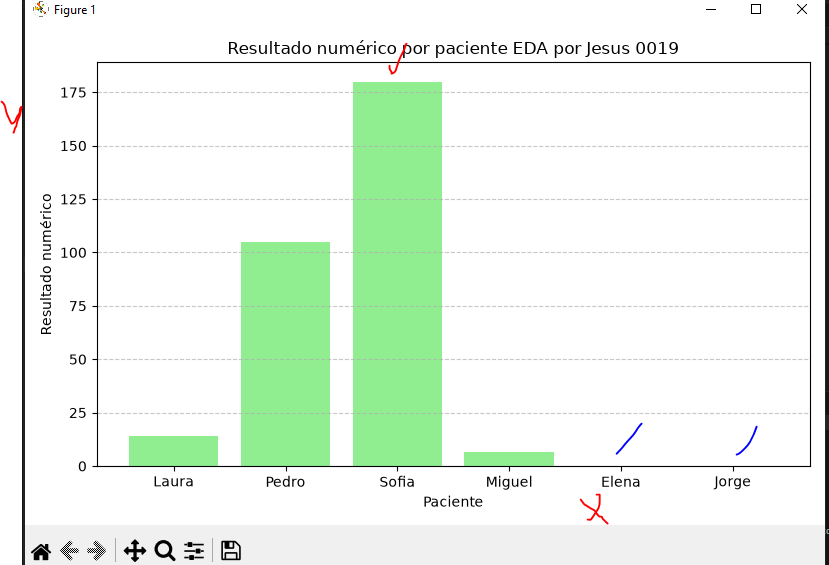 Figure 1
Resultado numérico por paciente EDA por Jesus 0019
y
Resultado numérico
175
150
125
100
75
50
25
0
Laura Pedro Sofia Miguel Elena Jorge
Paciente
x